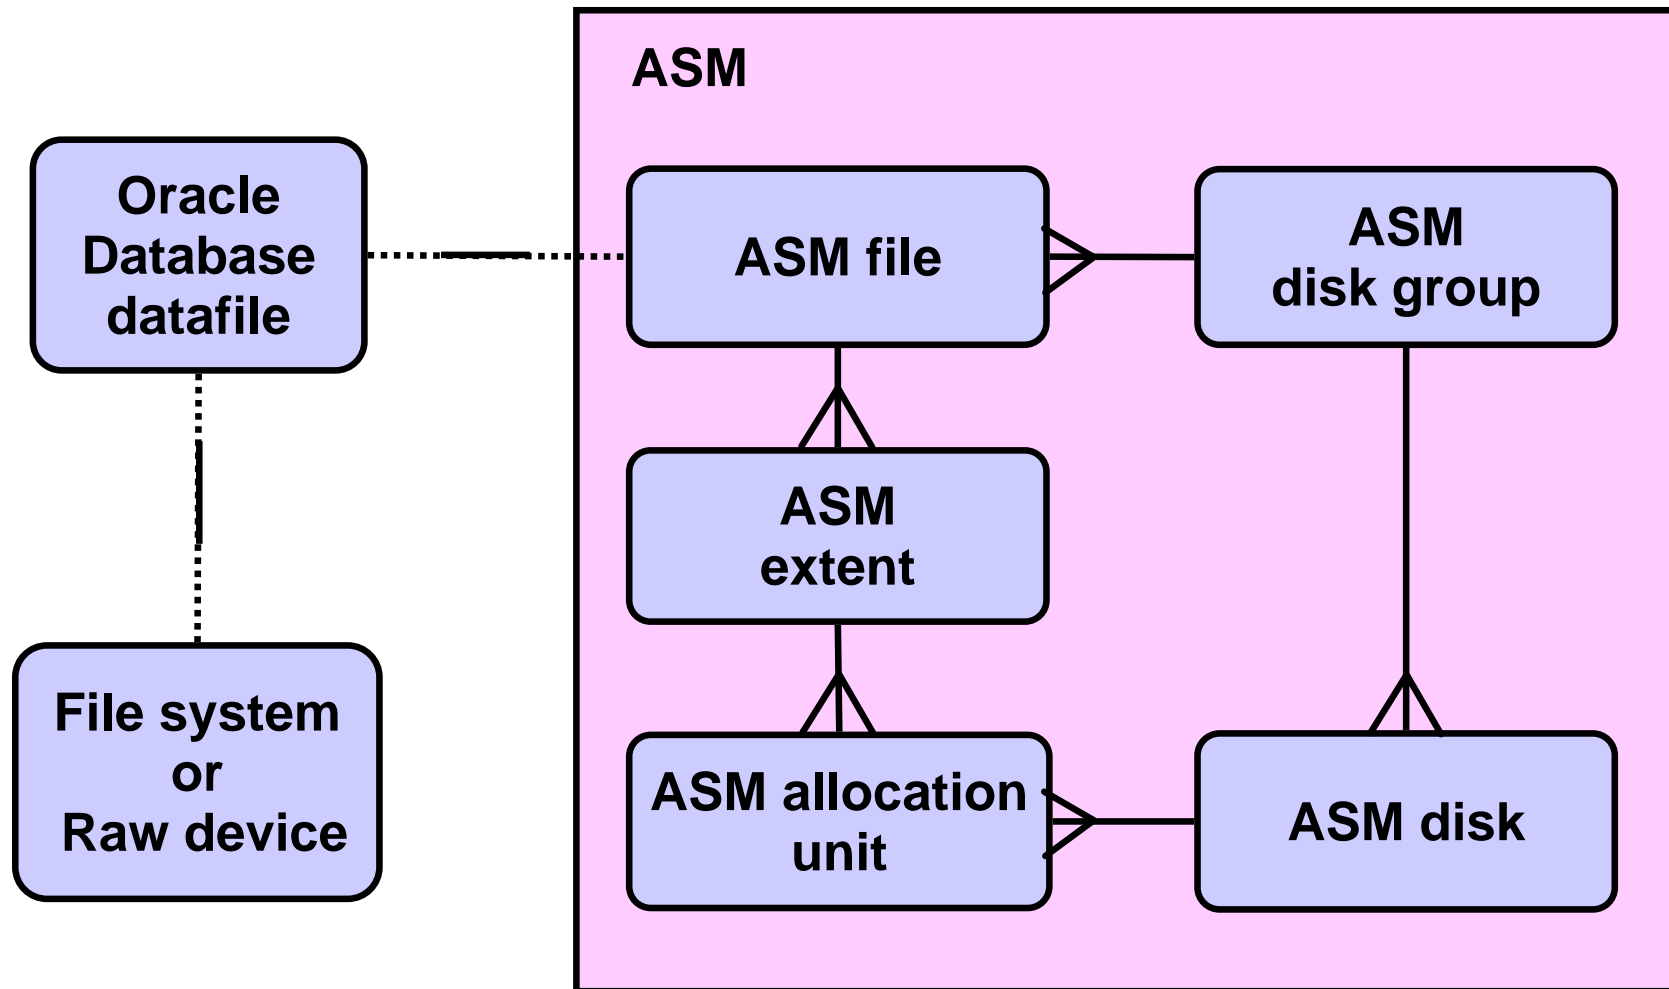 ASM
Oracle
Database
datafile
ASM file
ASM
disk group
ASM
extent
File system
or
Raw device
ASM allocation
unit
ASM disk